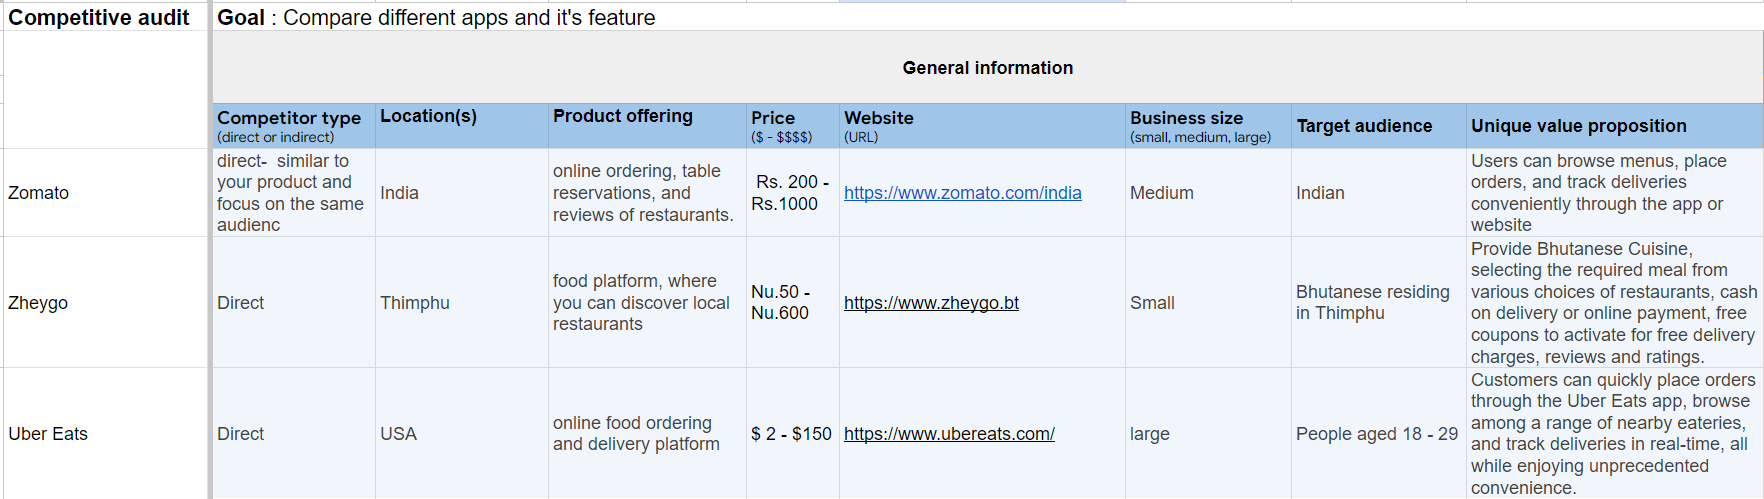 Competitive audit
Goal : Compare different apps and it's feature
General information
Competitor type
(direct or indirect)
Location(s)
Product offering
Price
($ - $$$$)
Website
(URL)
Business size
(small, medium, large)
Target audience
Unique value proposition
Zomato
direct-  similar to
your product and
focus on the same
audienc
India
online ordering, table
reservations, and
reviews of restaurants.
Rs. 200 -
Rs.1000
https://www.zomato.com/india
Medium
Indian
Users can browse menus, place
orders, and track deliveries
conveniently through the app or
website
Zheygo
Direct
Thimphu
food platform, where
you can discover local
restaurants
Nu.50 -
Nu.600
https://www.zheygo.bt
Small
Bhutanese residing
in Thimphu
Provide Bhutanese Cuisine,
selecting the required meal from
various choices of restaurants, cash
on delivery or online payment, free
coupons to activate for free delivery
charges, reviews and ratings.
Uber Eats
Direct
USA
online food ordering
and delivery platform
$ 2 - $150
https://www.ubereats.com/
large
People aged 18 - 29
Customers can quickly place orders
through the Uber Eats app, browse
among a range of nearby eateries,
and track deliveries in real-time, all
while enjoying unprecedented
convenience.